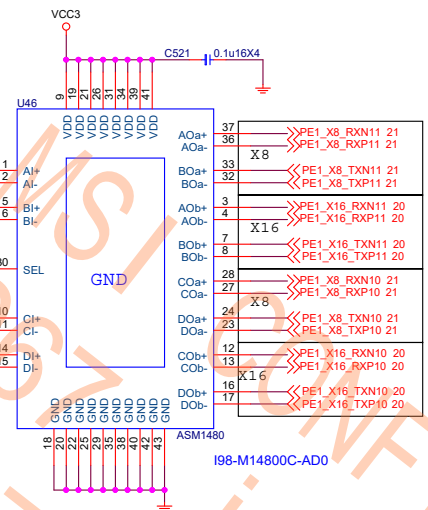 VCC3
C521 0.1u16X4
U46
9 19 21 26 31 34 39 41
VDD VDD VDD VDD VDD VDD VDD VDD
1 AI+
2 AI-
5 BI+
6 BI-
SEL
CI+
CI-
DI+
DI-
GND
AOa+ 37 PE1_X8_RXN11 21
AOa- 36 PE1_X8_RXP11 21
X8
BOa+ 33 PE1_X8_TXN11 21
BOa- 32 PE1_X8_TXP11 21
AOb+ 3 PE1_X16_RXN11 20
AOb- 4 PE1_X16_RXP11 20
X16
BOb+ 7 PE1_X16_TXN11 20
BOb- 8 PE1_X16_TXP11 20
COa+ 28 PE1_X8_RXN10 21
COa- 27 PE1_X8_RXP10 21
X8
DOa+ 24 PE1_X8_TXN10 21
DOa- 23 PE1_X8_TXP10 21
COb+ 12 PE1_X16_RXN10 20
COb- 13 PE1_X16_RXP10 20
X16
DOb+ 16 PE1_X16_TXN10 20
DOb- 17 PE1_X16_TXP10 20
GND GND GND GND GND GND GND GND GND GND
18 20 22 25 29 35 38 40 42 43
ASM1480
I98-M14800C-AD0
MSI CONF